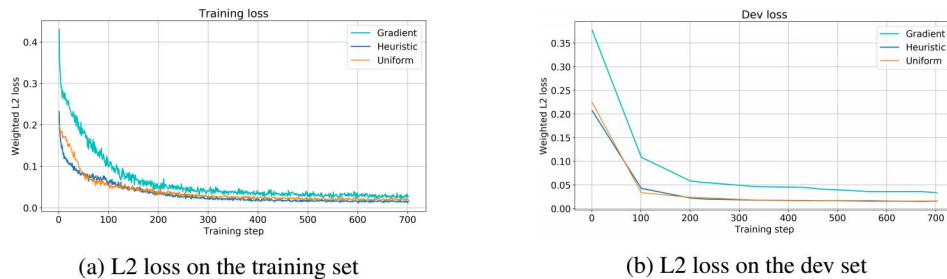 Training loss
Weighted L2 loss
0.4
0.3
0.2
0.1
0.0
0 100 200 300 400 500 600 700
Training step
Gradient
Heuristic
Uniform
(a) L2 loss on the training set
Dev loss
Weighted L2 loss
0.35
0.30
0.25
0.20
0.15
0.10
0.05
0.00
0 100 200 300 400 500 600 700
Training step
Gradient
Heuristic
Uniform
(b) L2 loss on the dev set